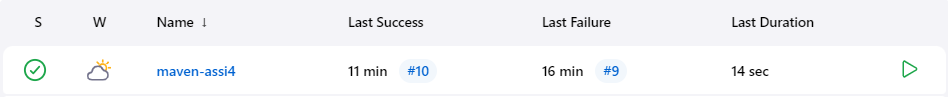 S W Name ↓ Last Success Last Failure Last Duration
maven-assi4 11 min #10 16 min #9 14 sec